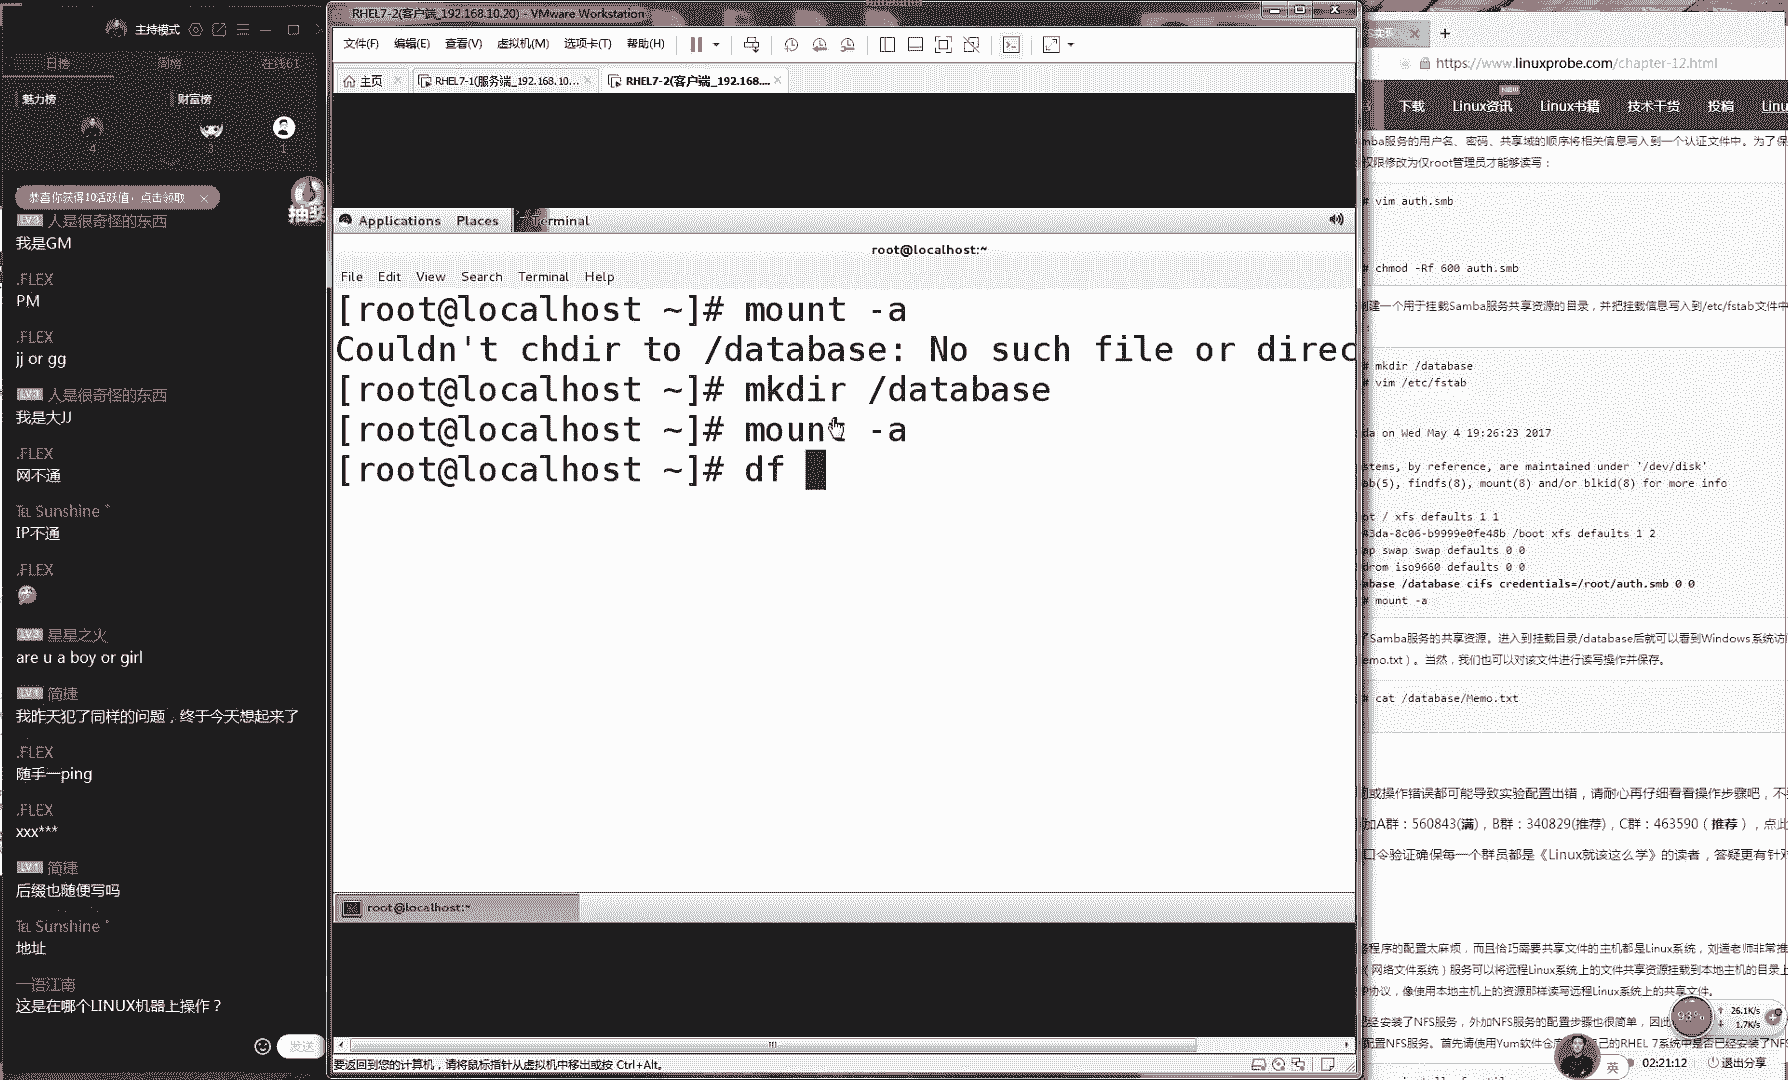 主持模式
日榜 周榜 在线61
魅力榜 财富榜
4 3 1
恭喜你获得10活跃值，点击领取
抽奖
LV3 人是很奇怪的东西
我是GM
.FLEX
PM
.FLEX
jj or gg
LV3 人是很奇怪的东西
我是大JJ
.FLEX
网不通
℡ Sunshine
IP不通
.FLEX
LV3 星星之火
are u a boy or girl
LV1 简捷
我昨天犯了同样的问题，终于今天想起来了
.FLEX
随手一ping
.FLEX
xxx***
LV1 简捷
后缀也随便写吗
℡ Sunshine
地址
一语江南
这是在哪个LINUX机器上操作？
发送
RHEL7-2(客户端_192.168.10.20) - VMware Workstation
文件(F) 编辑(E) 查看(V) 虚拟机(M) 选项卡(T) 帮助(H)
主页 RHEL7-1(服务端_192.168.10... RHEL7-2(客户端_192.168....
Applications Places Terminal
root@localhost:~
File Edit View Search Terminal Help
[root@localhost ~]# mount -a
Couldn't chdir to /database: No such file or direc
[root@localhost ~]# mkdir /database
[root@localhost ~]# mount -a
[root@localhost ~]# df
root@localhost:~
要返回到您的计算机，请将鼠标指针从虚拟机中移出或按 Ctrl+Alt。
https://www.linuxprobe.com/chapter-12.html
NEW
下载 Linux资讯 Linux书籍 技术干货 投稿 Linu
mba服务的用户名、密码、共享域的顺序将相关信息写入到一个认证文件中。为了保
权限修改为仅root管理员才能够读写：
# vim auth.smb
# chmod -Rf 600 auth.smb
创建一个用于挂载Samba服务共享资源的目录，并把挂载信息写入到/etc/fstab文件中
# mkdir /database
# vim /etc/fstab
da on Wed May 4 19:26:23 2017
stems, by reference, are maintained under '/dev/disk'
ab(5), findfs(8), mount(8) and/or blkid(8) for more info
ot / xfs defaults 1 1
43da-8c06-b9999e0fe48b /boot xfs defaults 1 2
ap swap swap defaults 0 0
drom iso9660 defaults 0 0
abase /database cifs credentials=/root/auth.smb 0 0
# mount -a
了Samba服务的共享资源。进入到挂载目录/database后就可以看到Windows系统访
emo.txt）。当然，我们也可以对该文件进行读写操作并保存。
# cat /database/Memo.txt
或操作错误都可能导致实验配置出错，请耐心再仔细看看操作步骤吧，不
加A群：560843(满)，B群：340829(推荐)，C群：463590（推荐），点此
口令验证确保每一个群员都是《Linux就该这么学》的读者，答疑更有针对
程序的配置太麻烦，而且恰巧需要共享文件的主机都是Linux系统，刘遄老师非常推
（网络文件系统）服务可以将远程Linux系统上的文件共享资源挂载到本地主机的目录上
P协议，像使用本地主机上的资源那样读写远程Linux系统上的共享文件。
已经安装了NFS服务，外加NFS服务的配置步骤也很简单，因此
配置NFS服务。首先请使用Yum软件仓库 自己的RHEL 7系统中是否已经安装了NFS
93%
26.1K/s
1.7K/s
英
02:21:12 退出分享